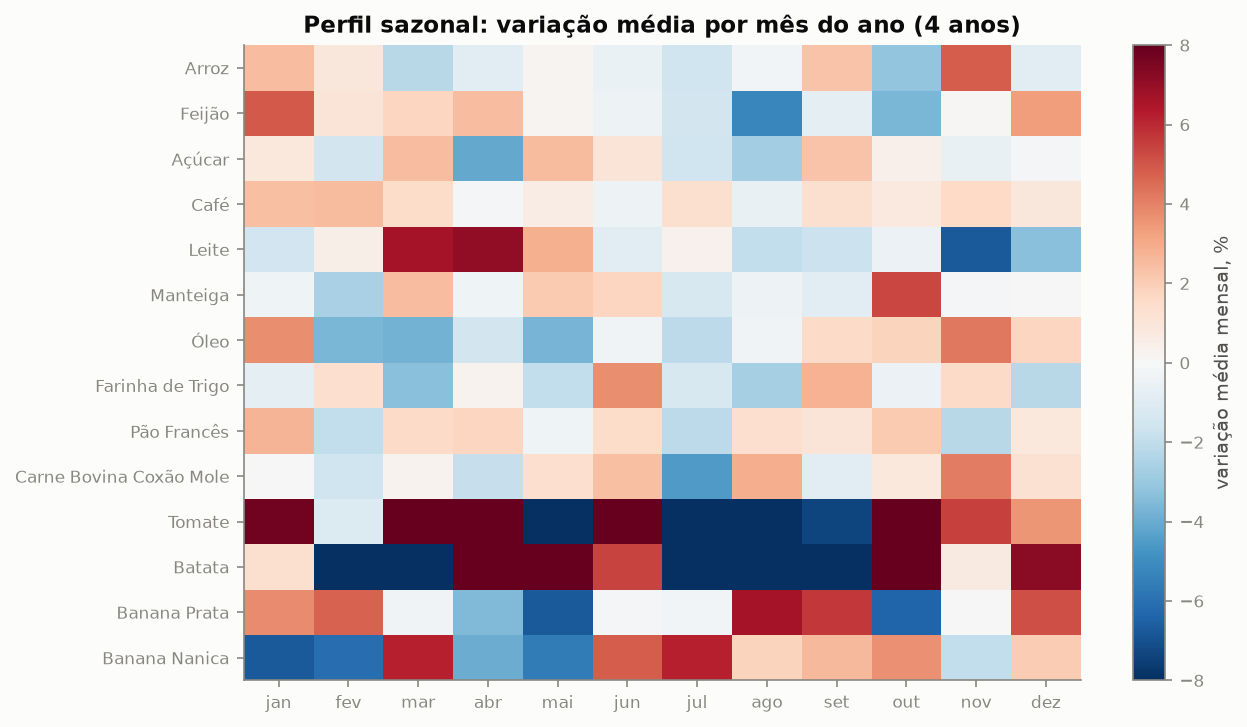 Perfil sazonal: variação média por mês do ano (4 anos)
Arroz
Feijão
Açúcar
Café
Leite
Manteiga
Óleo
Farinha de Trigo
Pão Francês
Carne Bovina Coxão Mole
Tomate
Batata
Banana Prata
Banana Nanica
jan fev mar abr mai jun jul ago set out nov dez
8
6
4
2
0
−2
−4
−6
−8
variação média mensal, %